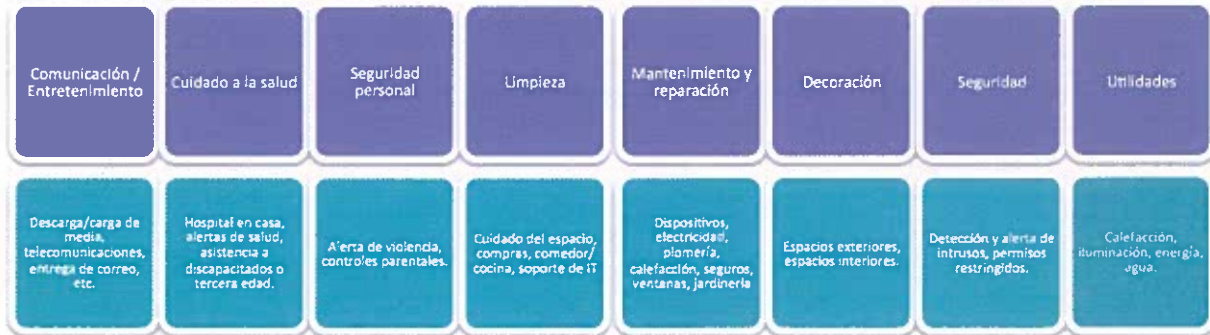 Comunicación /
Entretenimiento
Cuidado a la salud
Seguridad
personal
Limpieza
Mantenimiento y
reparación
Decoración
Seguridad
Utilidades
Descarga/carga de
media,
telecomunicaciones,
entrega de correo,
etc.
Hospital en casa,
alertas de salud,
asistencia a
discapacitados o
tercera edad.
Alerta de violencia,
controles parentales.
Cuidado del espacio,
compras, comedor/
cocina, soporte de IT
Dispositivos,
electricidad,
plomería,
calefacción, seguros,
ventanas, jardinería
Espacios exteriores,
espacios interiores.
Detección y alerta de
intrusos, permisos
restringidos.
Calefacción,
iluminación, energía,
agua.